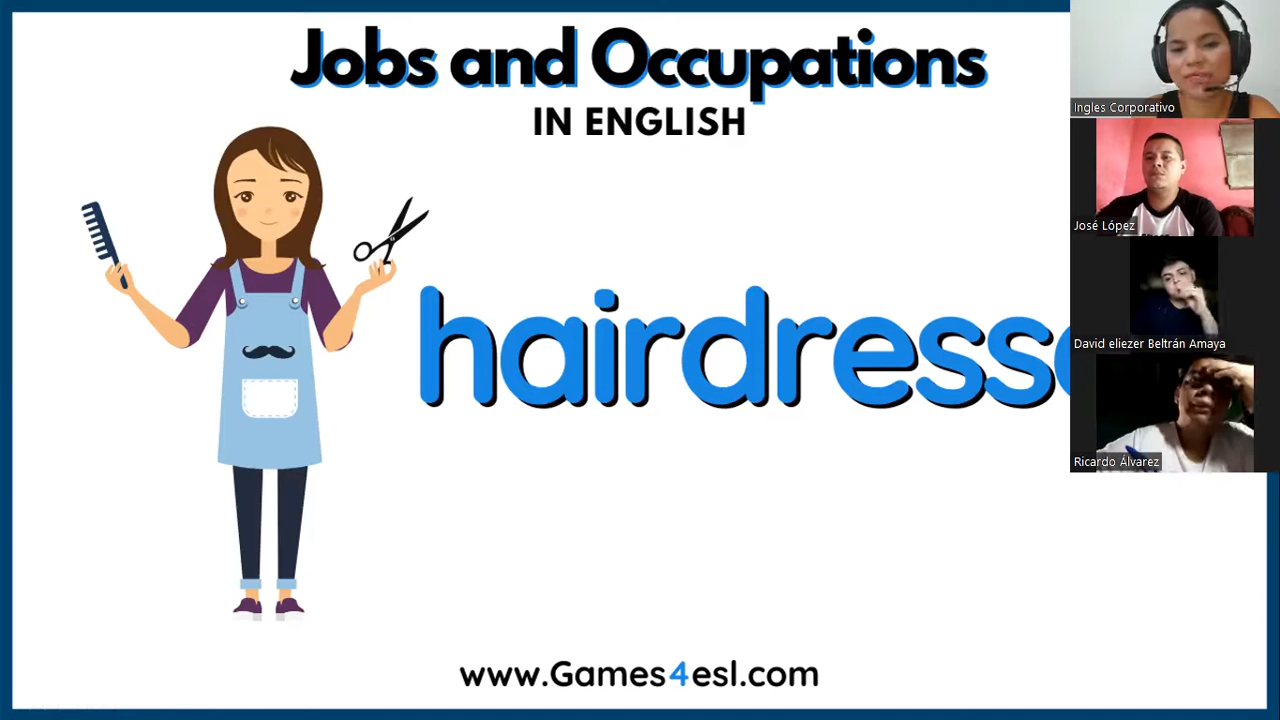 Jobs and Occupations
IN ENGLISH
Ingles Corporativo
José López
hairdresse
David eliezer Beltrán Amaya
Ricardo Álvarez
www.Games4esl.com